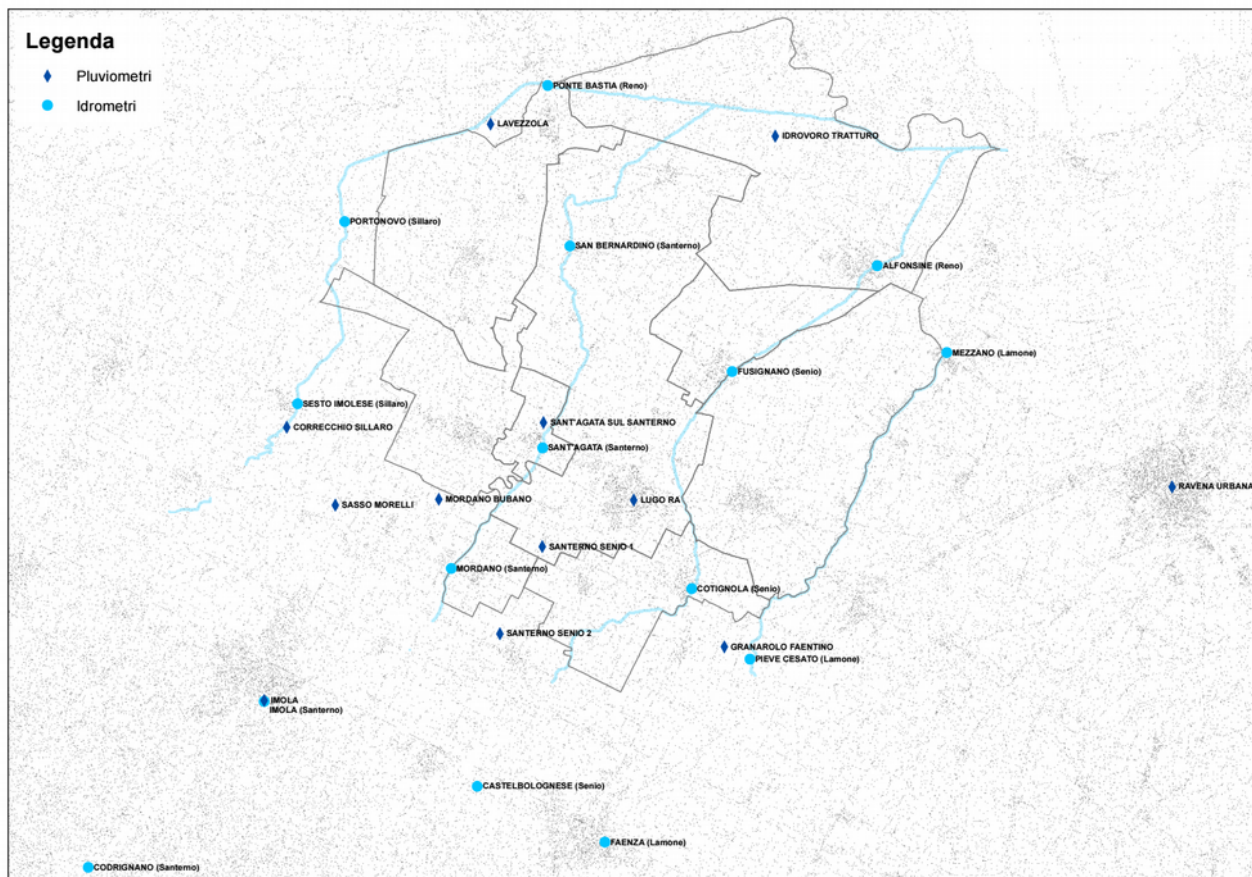 Legenda
Pluviometri
Idrometri
PONTE BASTIA (Reno)
LAVEZZOLA
IDROVORO TRATTURO
PORTONOVO (Sillaro)
SAN BERNARDINO (Santerno)
ALFONSINE (Reno)
MEZZANO (Lamone)
FUSIGNANO (Senio)
SESTO IMOLESE (Sillaro)
CORRECCHIO SILLARO
SANT'AGATA SUL SANTERNO
SANT'AGATA (Santerno)
RAVENA URBANA
MORDANO BUBANO
LUGO RA
SASSO MORELLI
SANTERNO SENIO 1
MORDANO (Santerno)
COTIGNOLA (Senio)
SANTERNO SENIO 2
GRANAROLO FAENTINO
PIEVE CESATO (Lamone)
IMOLA
IMOLA (Santerno)
CASTELBOLOGNESE (Senio)
FAENZA (Lamone)
CODRIGNANO (Santerno)